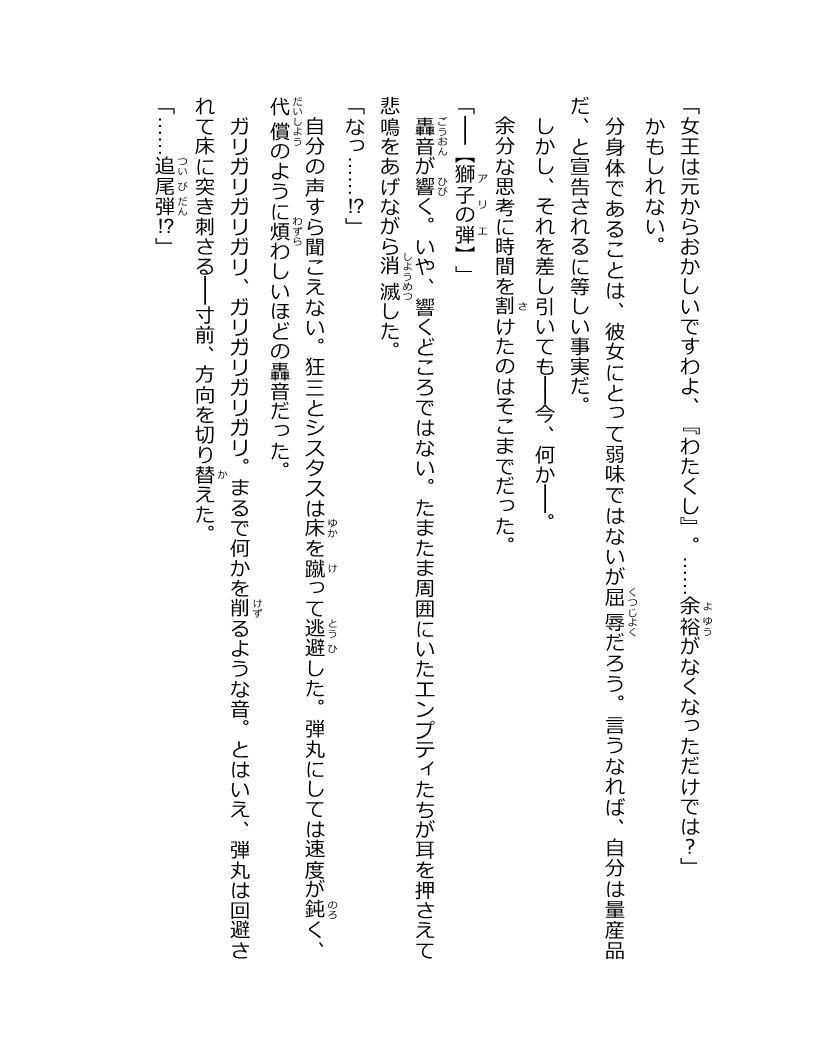 「女王は元からおかしいですわよ、『わたくし』。……余裕がなくなっただけでは？」
かもしれない。
分身体であることは、彼女にとって弱味ではないが屈辱だろう。言うなれば、自分は量産品
だ、と宣告されるに等しい事実だ。
しかし、それを差し引いても──今、何か──。
余分な思考に時間を割けたのはそこまでだった。
「──【獅子の弾】」
轟音が響く。いや、響くどころではない。たまたま周囲にいたエンプティたちが耳を押さえて
悲鳴をあげながら消滅した。
「なっ……⁉」
自分の声すら聞こえない。狂三とシスタスは床を蹴って逃避した。弾丸にしては速度が鈍く、
代償のように煩わしいほどの轟音だった。
ガリガリガリガリ、ガリガリガリガリ。まるで何かを削るような音。とはいえ、弾丸は回避さ
れて床に突き刺さる──寸前、方向を切り替えた。
「……追尾弾⁉」